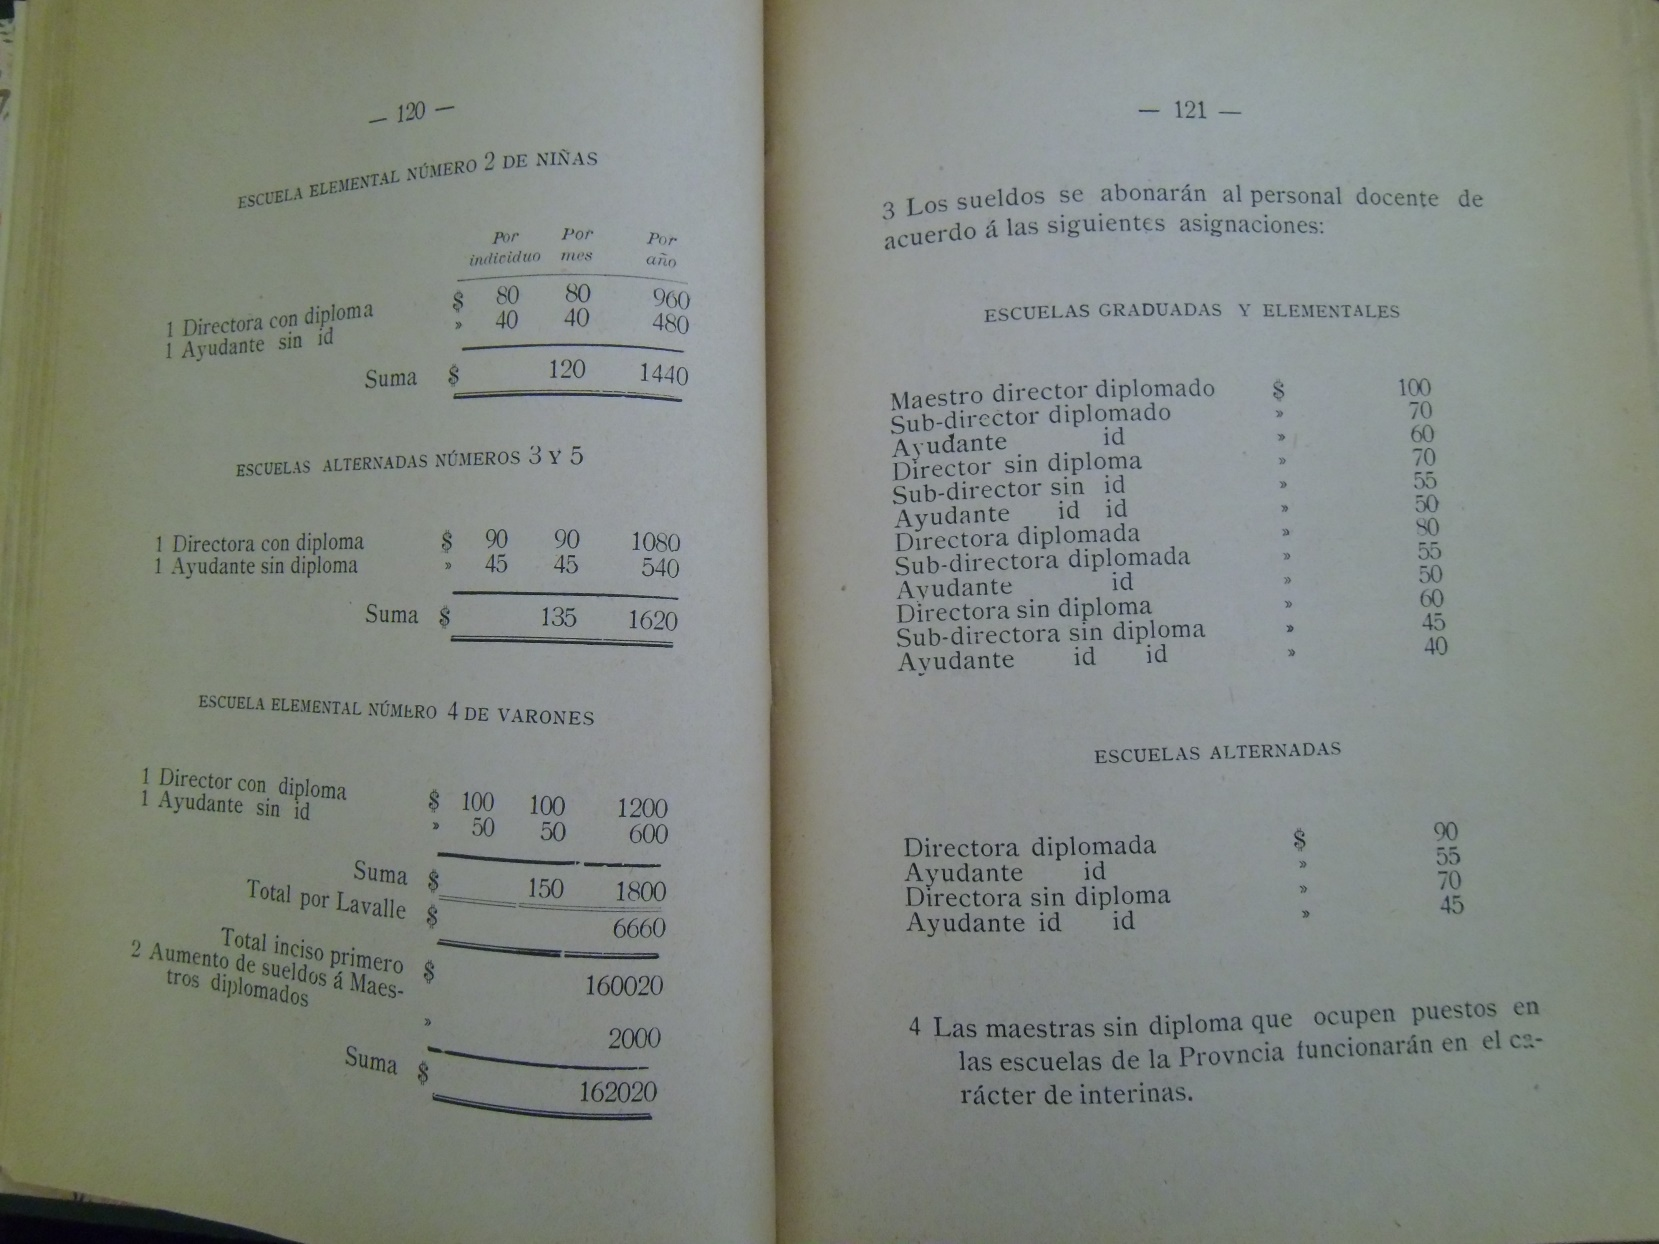 — 120 —
ESCUELA ELEMENTAL NÚMERO 2 DE NIÑAS
Por individuo Por mes Por año
1 Directora con diploma $ 80 80 960
1 Ayudante sin id » 40 40 480
Suma $ 120 1440
ESCUELAS ALTERNADAS NÚMEROS 3 Y 5
1 Directora con diploma $ 90 90 1080
1 Ayudante sin diploma » 45 45 540
Suma $ 135 1620
ESCUELA ELEMENTAL NÚMERO 4 DE VARONES
1 Director con diploma $ 100 100 1200
1 Ayudante sin id » 50 50 600
Suma $ 150 1800
Total por Lavalle $ 6660
Total inciso primero $ 160020
2 Aumento de sueldos á Maes-
tros diplomados » 2000
Suma $ 162020
— 121 —
3 Los sueldos se abonarán al personal docente de
acuerdo á las siguientes asignaciones:
ESCUELAS GRADUADAS Y ELEMENTALES
Maestro director diplomado $ 100
Sub-director diplomado » 70
Ayudante id » 60
Director sin diploma » 70
Sub-director sin id » 55
Ayudante id id » 50
Directora diplomada » 80
Sub-directora diplomada » 55
Ayudante id » 50
Directora sin diploma » 60
Sub-directora sin diploma » 45
Ayudante id id » 40
ESCUELAS ALTERNADAS
Directora diplomada $ 90
Ayudante id » 55
Directora sin diploma » 70
Ayudante id id » 45
4 Las maestras sin diploma que ocupen puestos en
las escuelas de la Provncia funcionarán en el ca-
rácter de interinas.